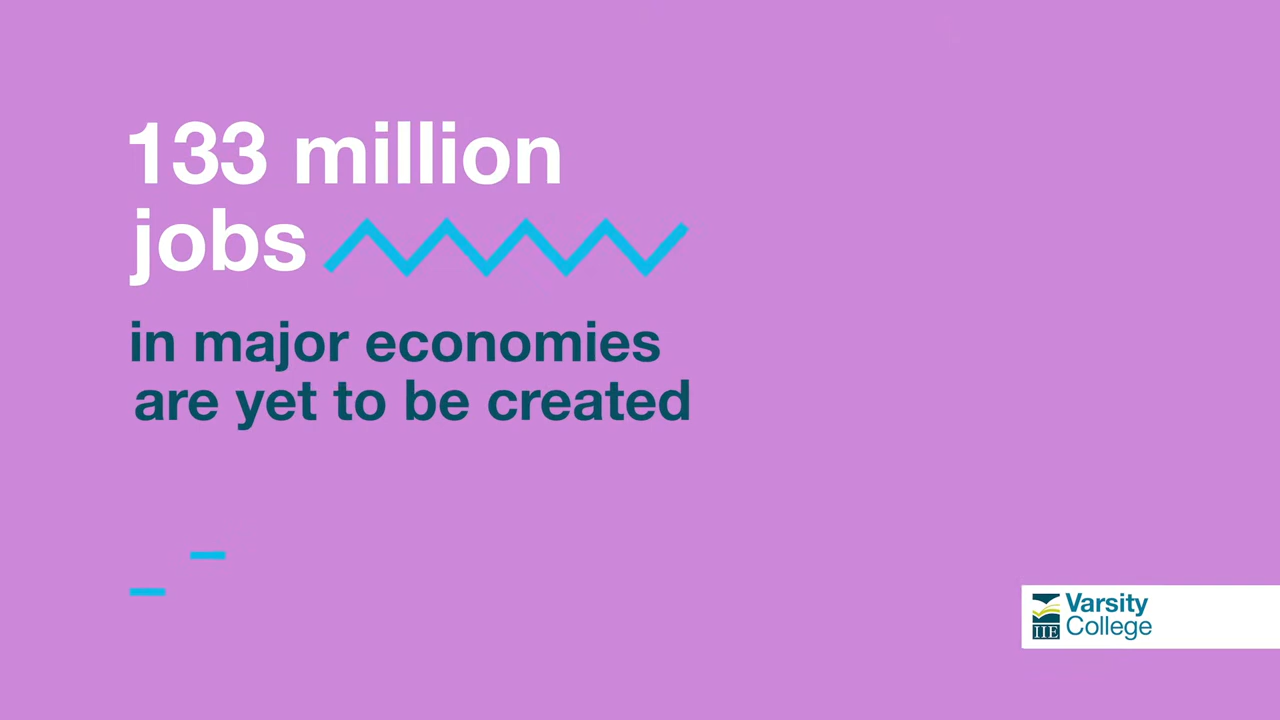 133 million
jobs
in major economies
are yet to be created
IIE
Varsity
College